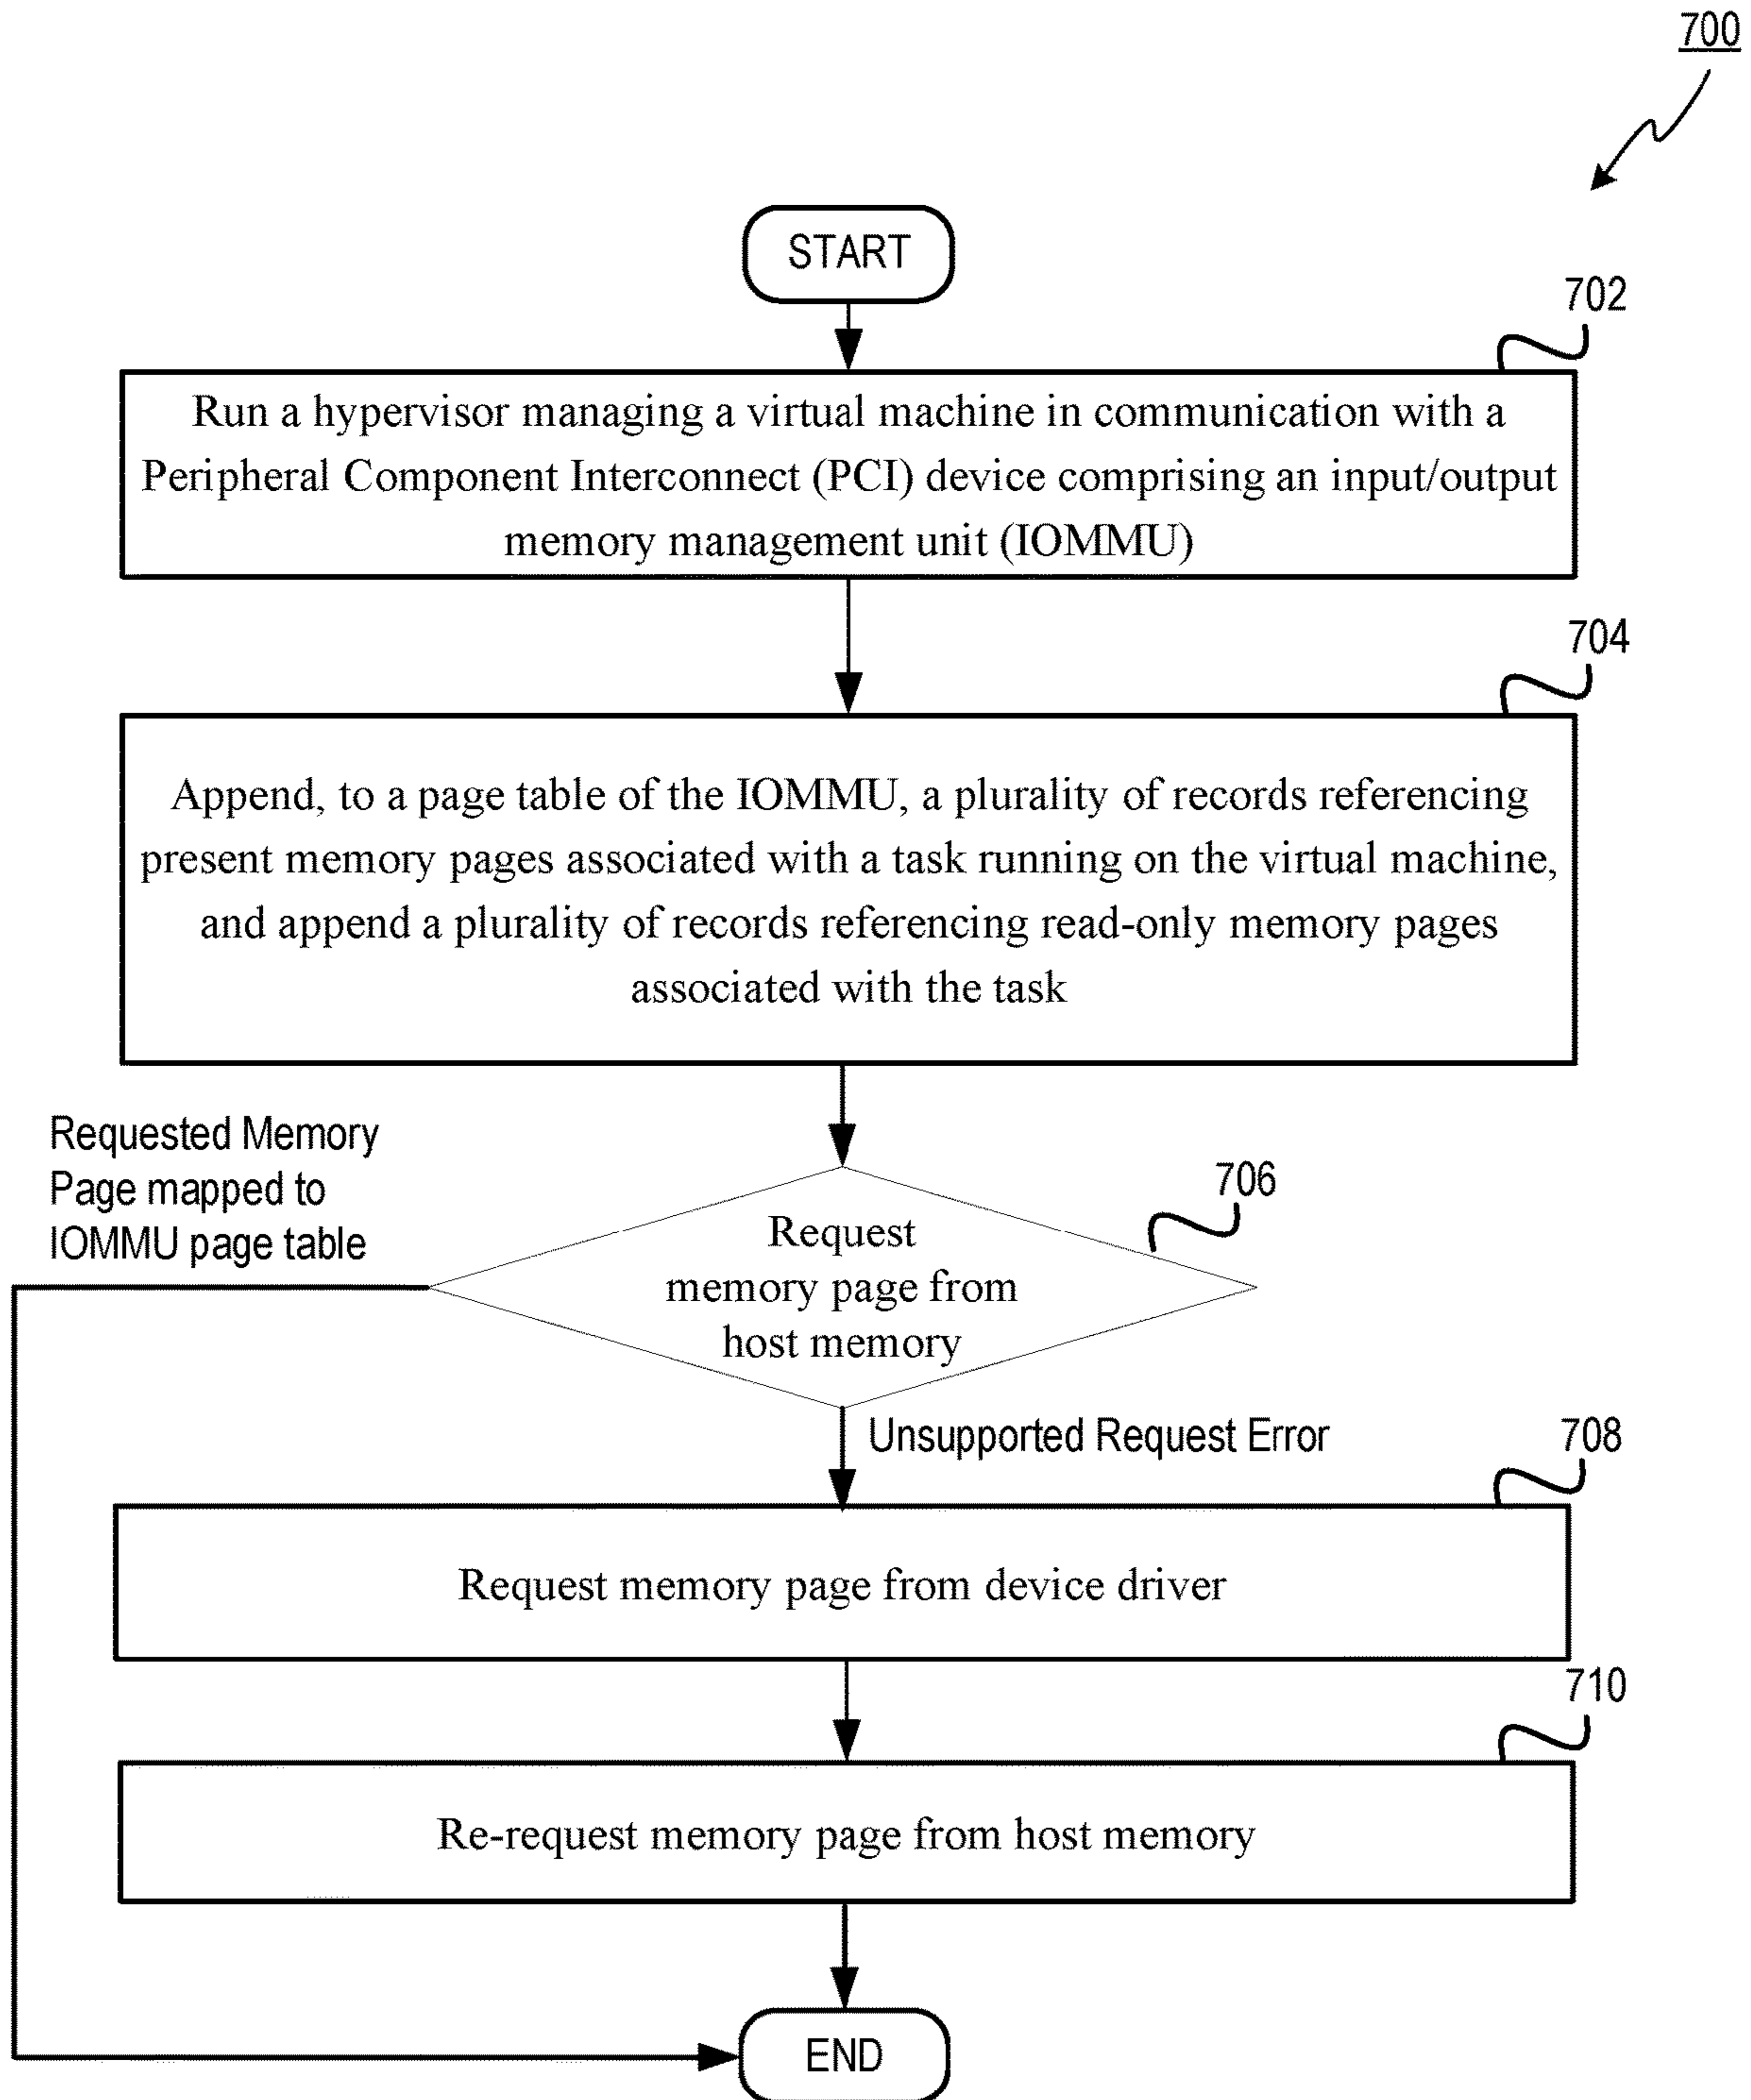 700
START
702
Run a hypervisor managing a virtual machine in communication with a
Peripheral Component Interconnect (PCI) device comprising an input/output
memory management unit (IOMMU)
704
Append, to a page table of the IOMMU, a plurality of records referencing
present memory pages associated with a task running on the virtual machine,
and append a plurality of records referencing read-only memory pages
associated with the task
Requested Memory
Page mapped to
IOMMU page table
706
Request
memory page from
host memory
Unsupported Request Error
708
Request memory page from device driver
710
Re-request memory page from host memory
END